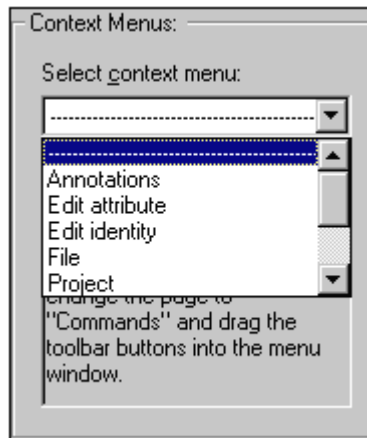 Context Menus:
Select context menu:
Annotations
Edit attribute
Edit identity
File
Project
change the page to
"Commands" and drag the
toolbar buttons into the menu
window.